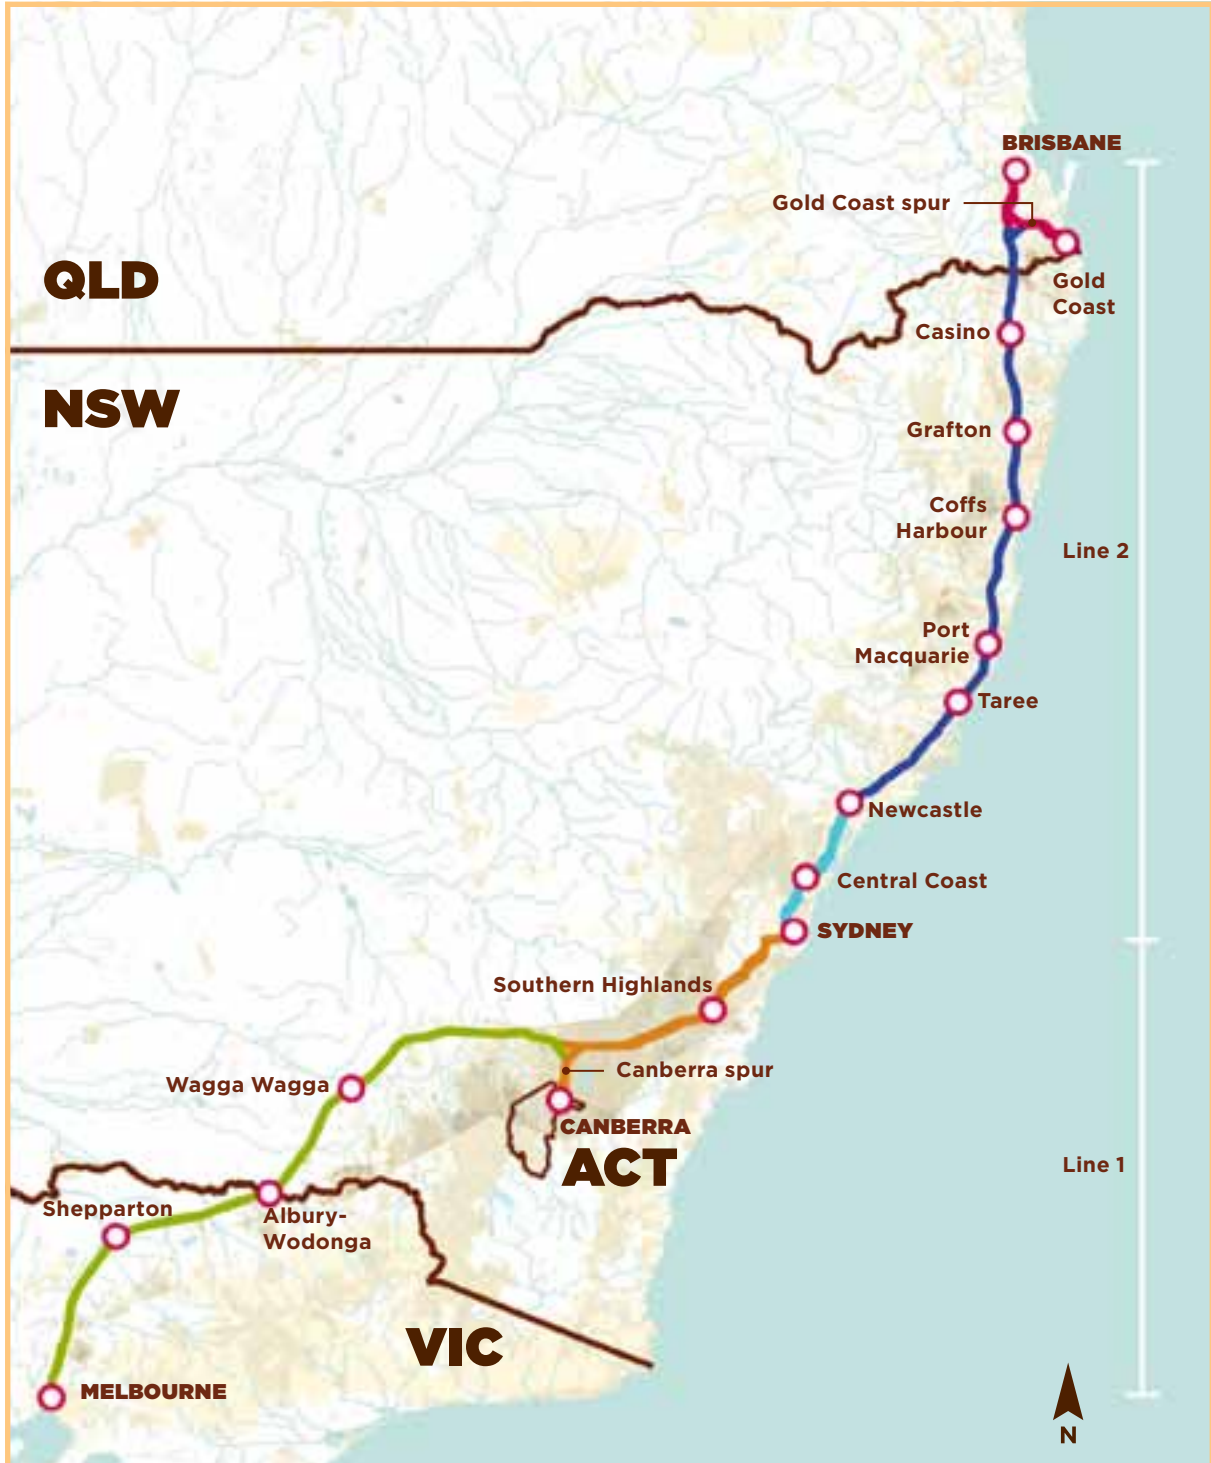 BRISBANE
Gold Coast spur
QLD
Gold
Coast
Casino
NSW
Grafton
Coffs
Harbour
Line 2
Port
Macquarie
Taree
Newcastle
Central Coast
SYDNEY
Southern Highlands
Canberra spur
Wagga Wagga
CANBERRA
ACT
Line 1
Shepparton
Albury-
Wodonga
VIC
MELBOURNE
N